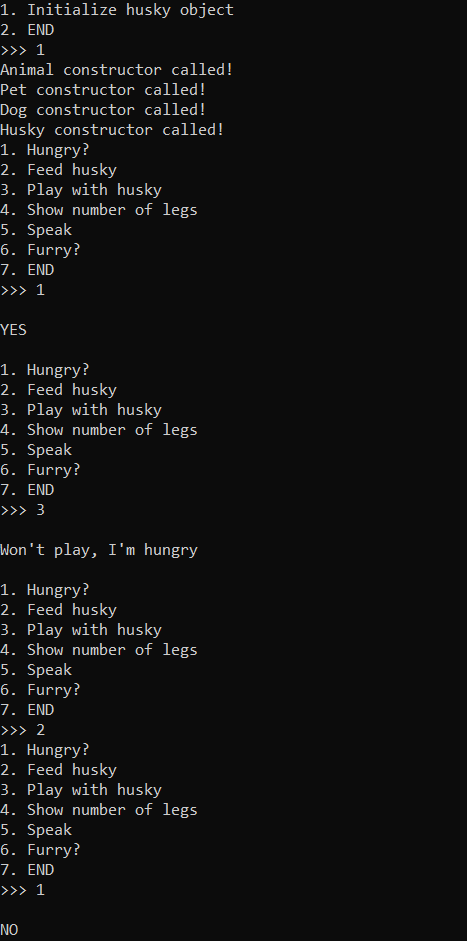 1. Initialize husky object
2. END
>>> 1
Animal constructor called!
Pet constructor called!
Dog constructor called!
Husky constructor called!
1. Hungry?
2. Feed husky
3. Play with husky
4. Show number of legs
5. Speak
6. Furry?
7. END
>>> 1
YES
1. Hungry?
2. Feed husky
3. Play with husky
4. Show number of legs
5. Speak
6. Furry?
7. END
>>> 3
Won't play, I'm hungry
1. Hungry?
2. Feed husky
3. Play with husky
4. Show number of legs
5. Speak
6. Furry?
7. END
>>> 2
1. Hungry?
2. Feed husky
3. Play with husky
4. Show number of legs
5. Speak
6. Furry?
7. END
>>> 1
NO